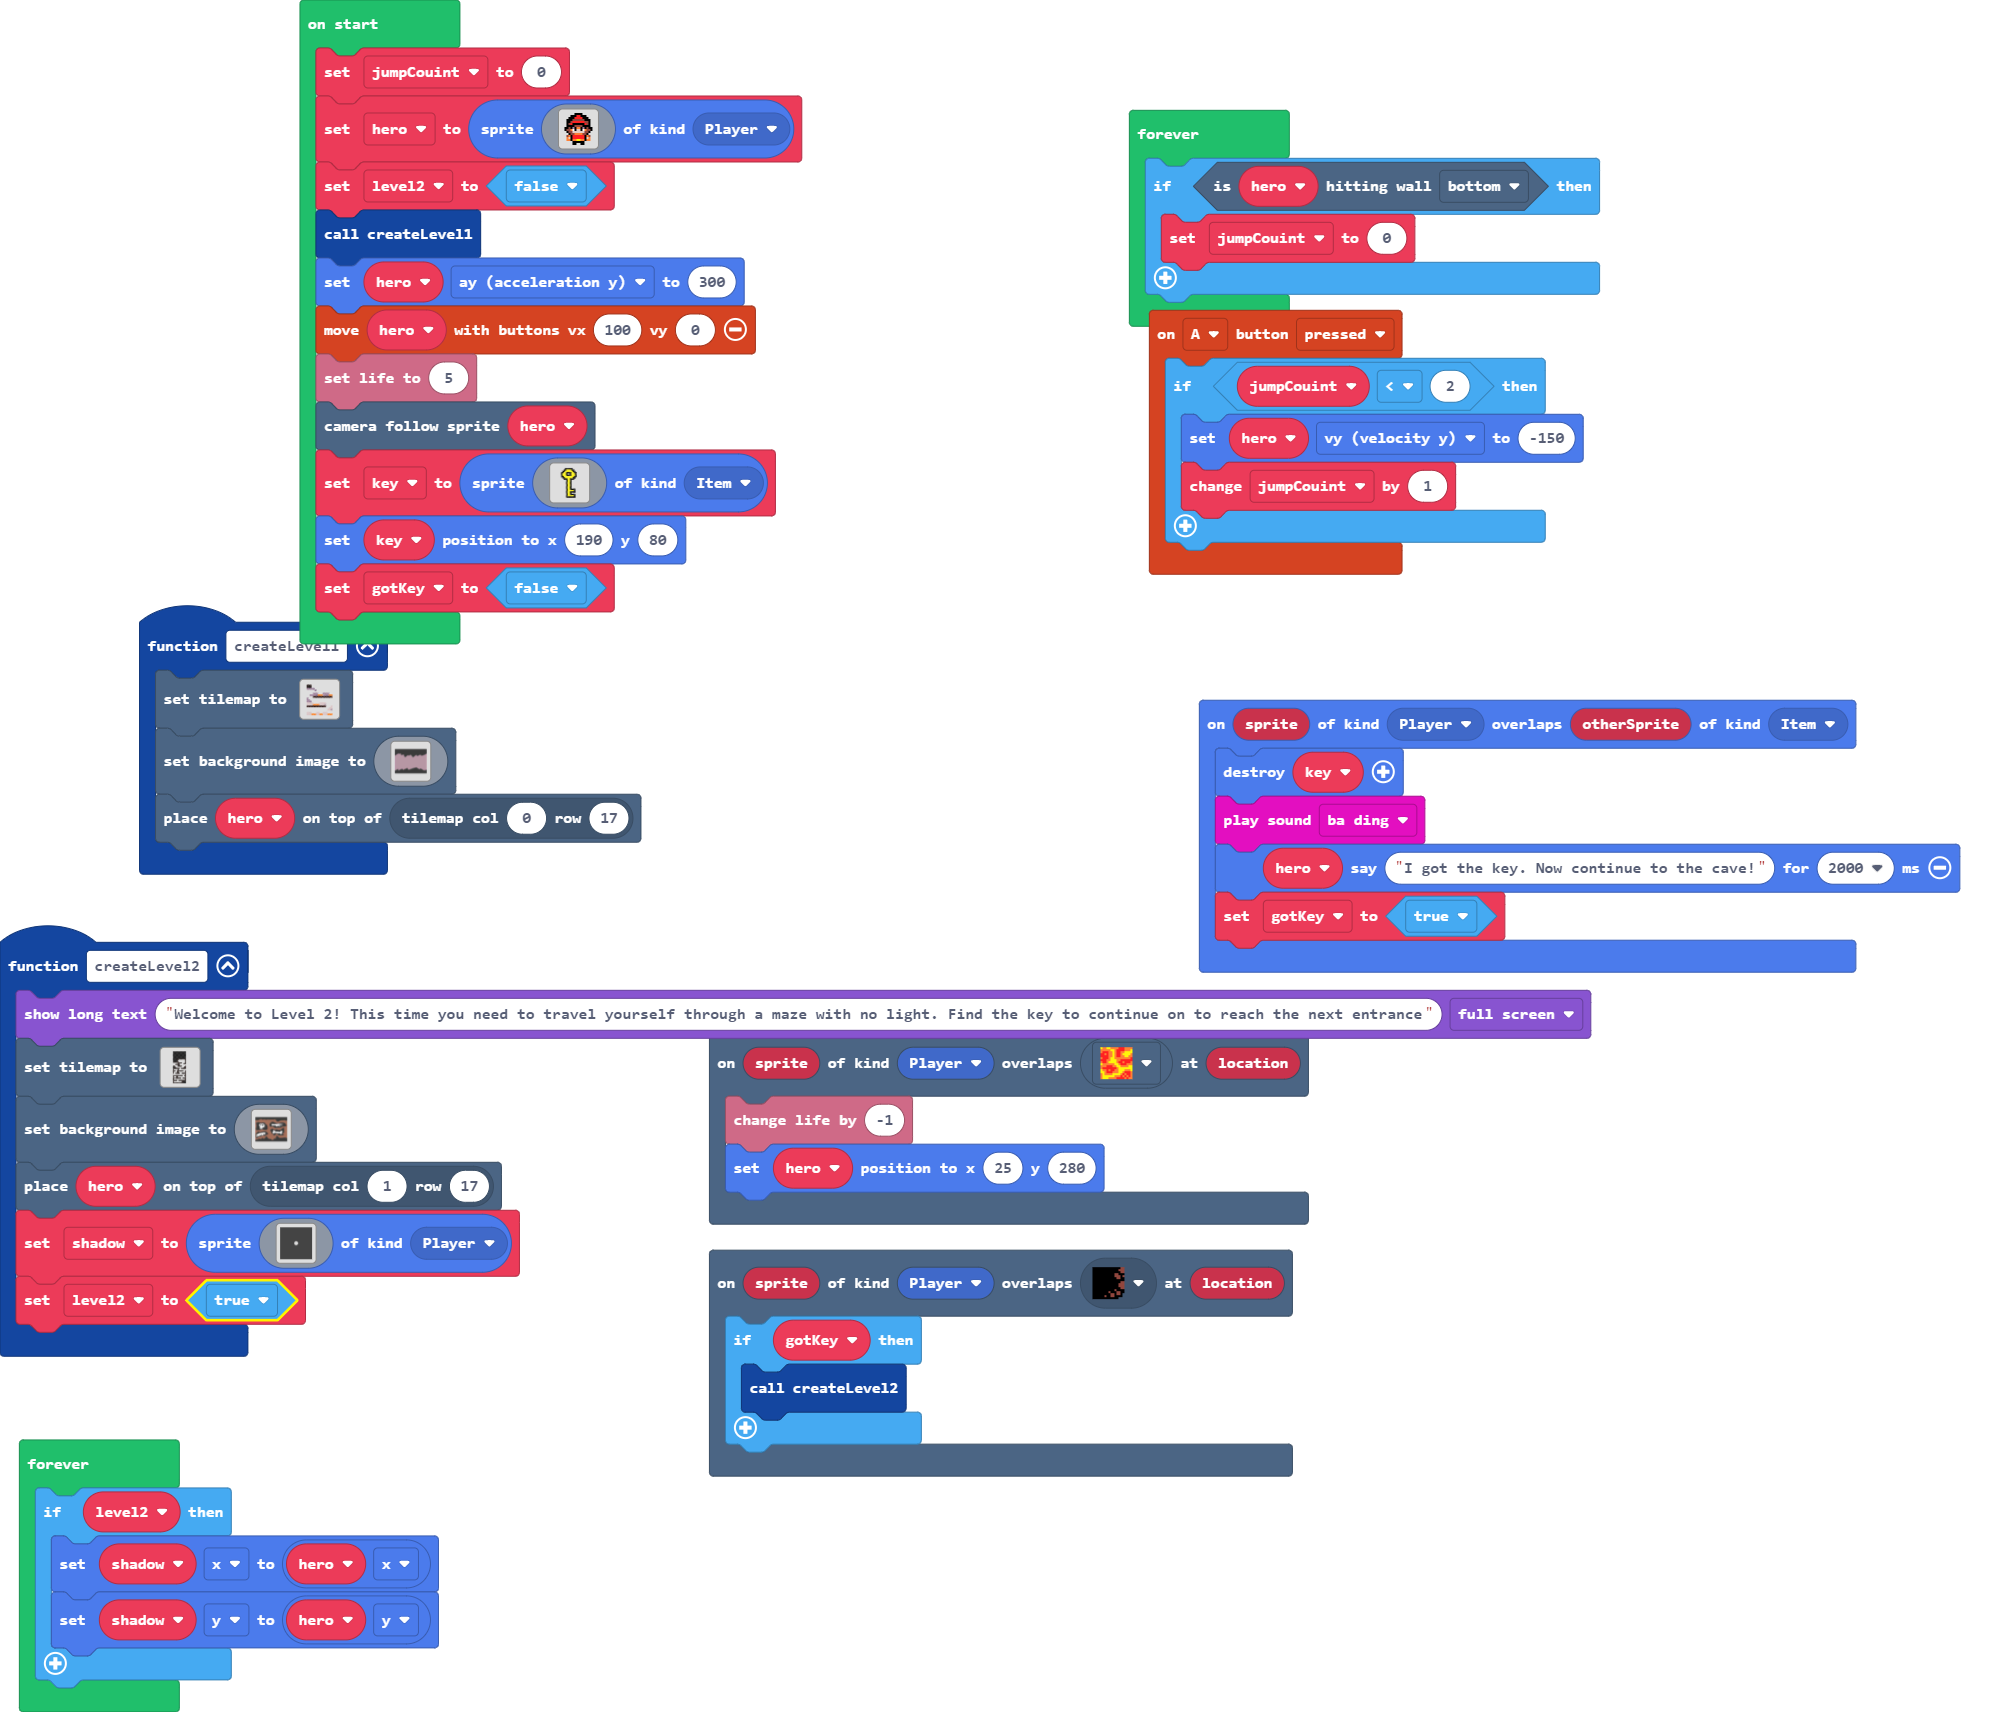 on start
set jumpCouint to 0
set hero to sprite of kind Player
set level2 to false
call createLevel1
set hero ay (acceleration y) to 300
move hero with buttons vx 100 vy 0
set life to 5
camera follow sprite hero
set key to sprite of kind Item
set key position to x 190 y 80
set gotKey to false
forever
if is hero hitting wall bottom then
set jumpCouint to 0
on A button pressed
if jumpCouint < 2 then
set hero vy (velocity y) to -150
change jumpCouint by 1
function createLevel1
set tilemap to
set background image to
place hero on top of tilemap col 0 row 17
on sprite of kind Player overlaps otherSprite of kind Item
destroy key
play sound ba ding
hero say "I got the key. Now continue to the cave!" for 2000 ms
set gotKey to true
function createLevel2
show long text "Welcome to Level 2! This time you need to travel yourself through a maze with no light. Find the key to continue on to reach the next entrance" full screen
set tilemap to
set background image to
place hero on top of tilemap col 1 row 17
set shadow to sprite of kind Player
set level2 to true
on sprite of kind Player overlaps at location
change life by -1
set hero position to x 25 y 280
on sprite of kind Player overlaps at location
if gotKey then
call createLevel2
forever
if level2 then
set shadow x to hero x
set shadow y to hero y